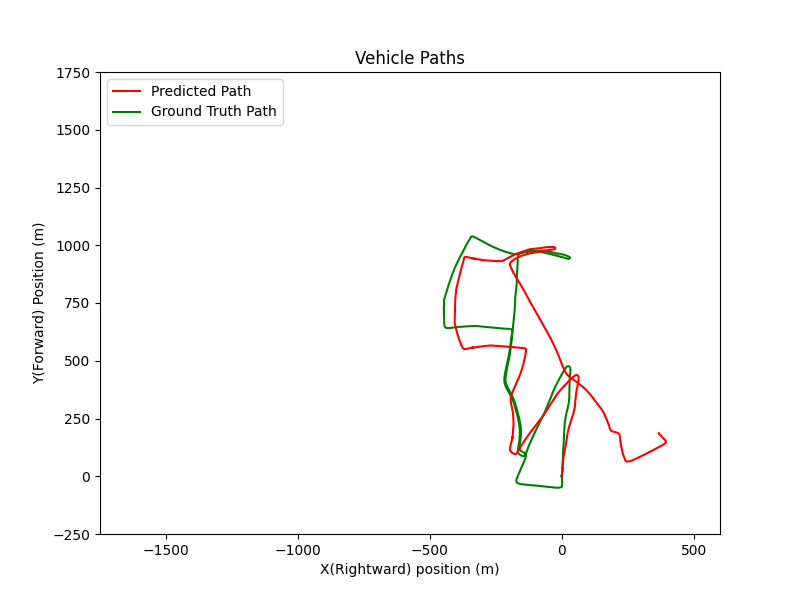 Vehicle Paths
Predicted Path
Ground Truth Path
1750
1500
1250
1000
750
500
250
0
−250
Y(Forward) Position (m)
−1500
−1000
−500
0
500
X(Rightward) position (m)